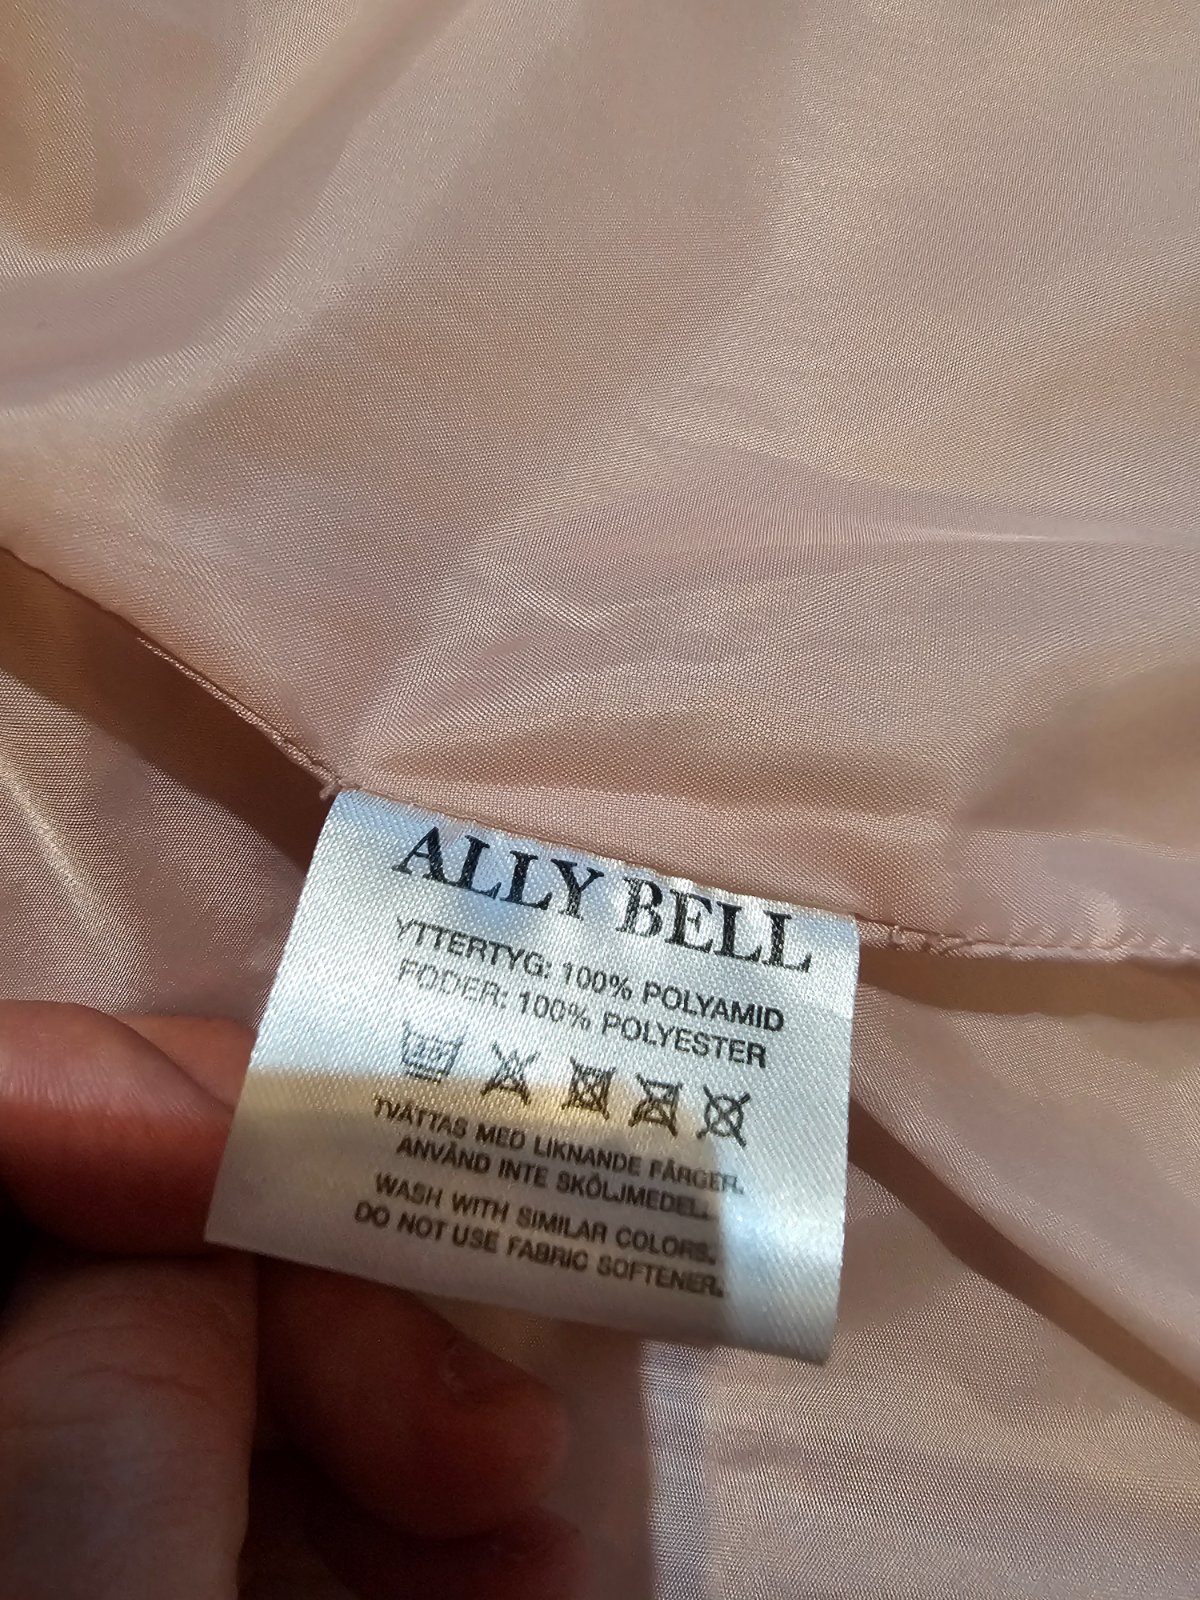 ALLY BELL
YTTERTYG: 100% POLYAMID
FODER: 100% POLYESTER
TVÄTTAS MED LIKNANDE FÄRGER.
ANVÄND INTE SKÖLJMEDEL.
WASH WITH SIMILAR COLORS.
DO NOT USE FABRIC SOFTENER.